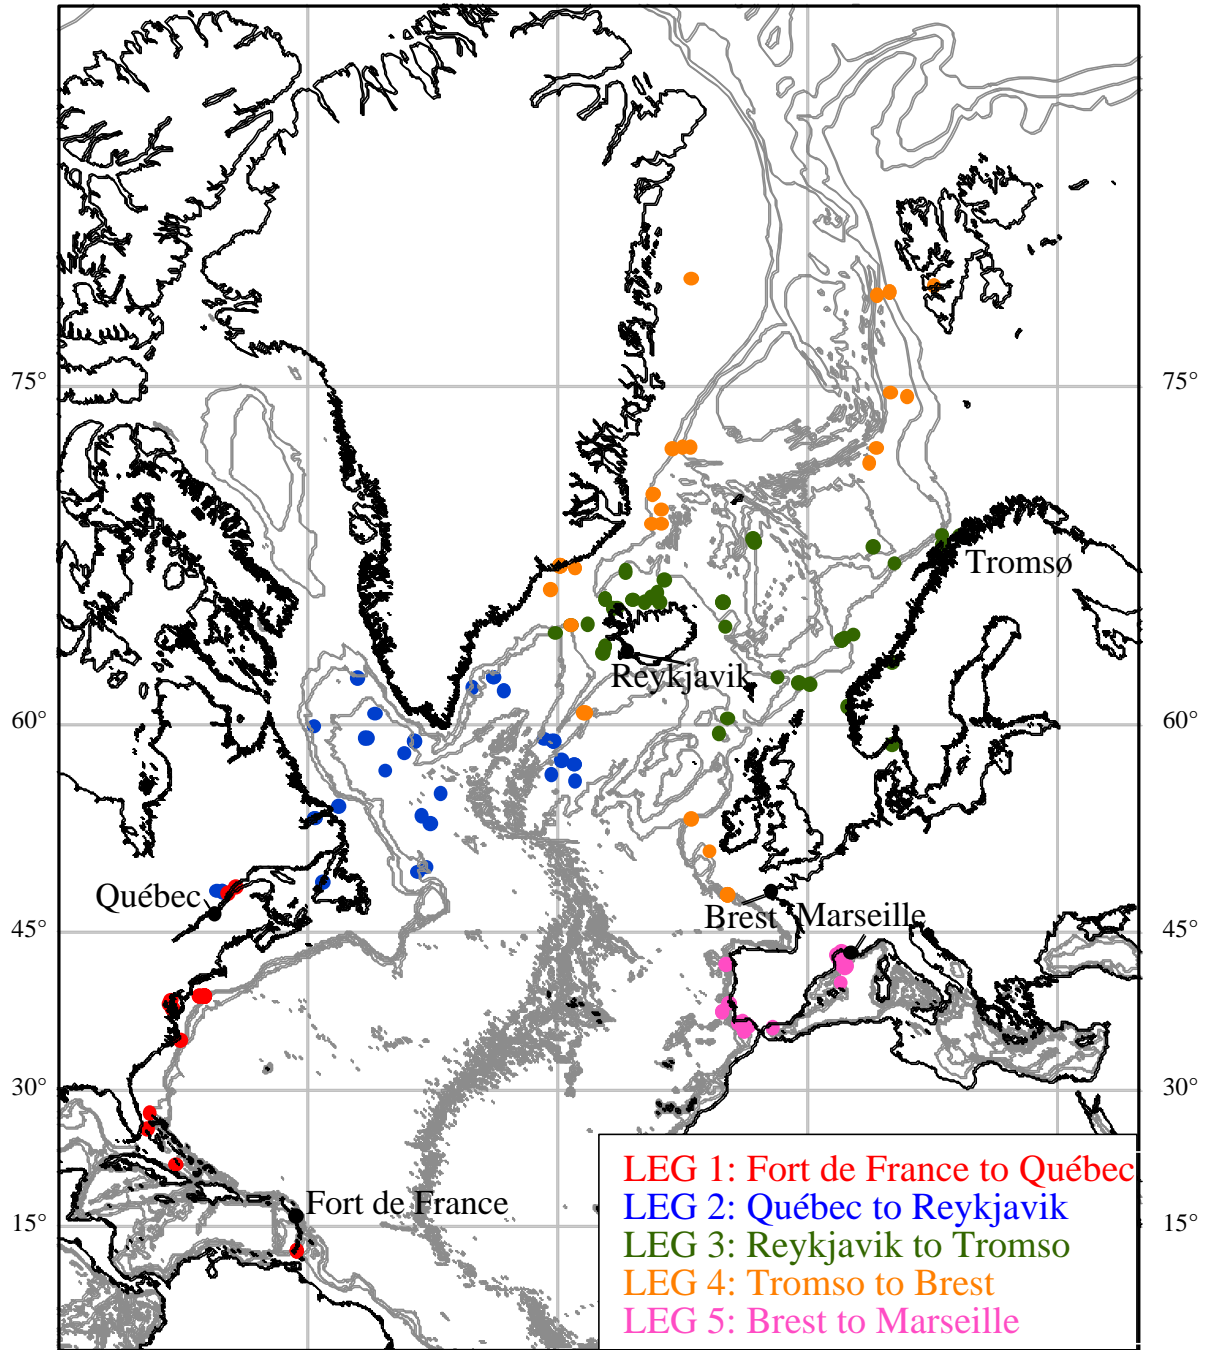 75° 75°
Tromsø
Reykjavik
60° 60°
Québec
Brest Marseille
45° 45°
30° 30°
LEG 1: Fort de France to Québec
LEG 2: Québec to Reykjavik
Fort de France
15° 15°
LEG 3: Reykjavik to Tromso
LEG 4: Tromso to Brest
LEG 5: Brest to Marseille